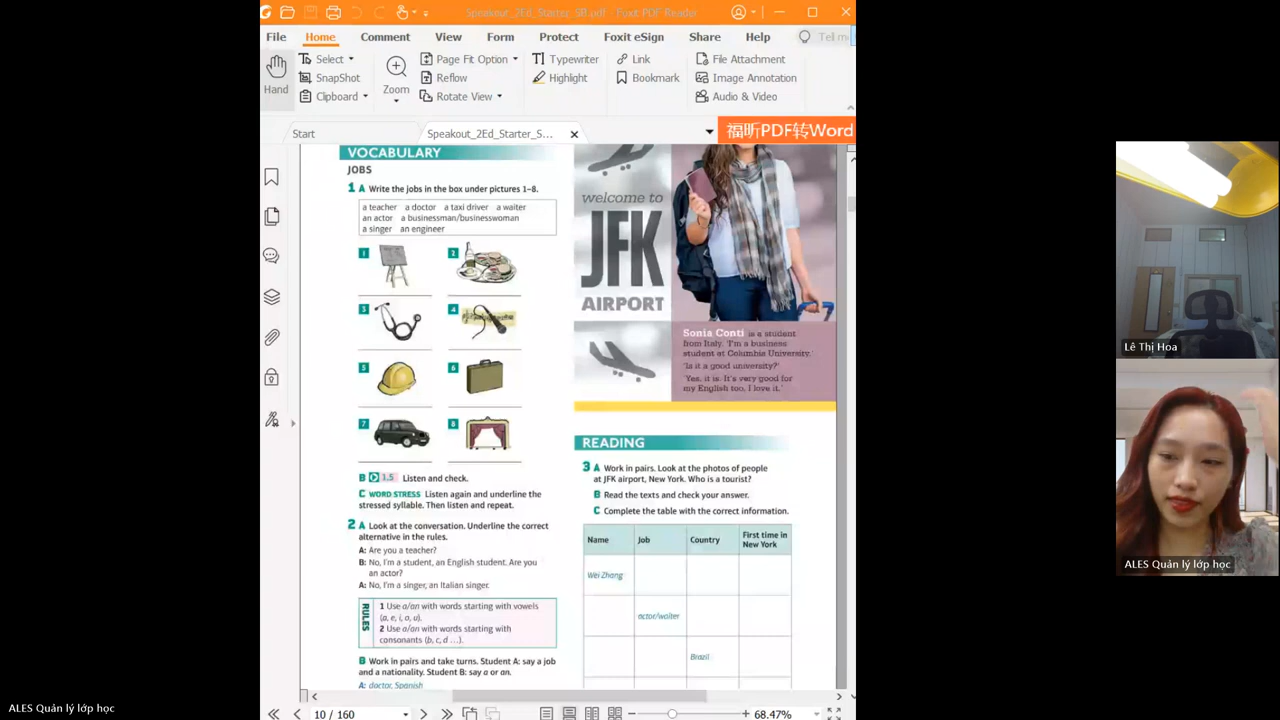 Speakout_2Ed_Starter_SB.pdf - Foxit PDF Reader
File Home Comment View Form Protect Foxit eSign Share Help Tell me
Hand
Select
SnapShot
Clipboard
Zoom
Page Fit Option
Reflow
Rotate View
Typewriter
Highlight
Link
Bookmark
File Attachment
Image Annotation
Audio & Video
Start
Speakout_2Ed_Starter_S...
福昕PDF转Word
VOCABULARY
JOBS
1 A Write the jobs in the box under pictures 1–8.
a teacher a doctor a taxi driver a waiter
an actor a businessman/businesswoman
a singer an engineer
1
2
3
4
5
6
7
8
B 1.5 Listen and check.
C WORD STRESS Listen again and underline the
stressed syllable. Then listen and repeat.
2 A Look at the conversation. Underline the correct
alternative in the rules.
A: Are you a teacher?
B: No, I'm a student, an English student. Are you
an actor?
A: No, I'm a singer, an Italian singer.
RULES
1 Use a/an with words starting with vowels
(a, e, i, o, u).
2 Use a/an with words starting with
consonants (b, c, d ...).
B Work in pairs and take turns. Student A: say a job
and a nationality. Student B: say a or an.
A: doctor, Spanish
welcome to
JFK
AIRPORT
Sonia Conti is a student
from Italy. 'I'm a business
student at Columbia University.'
'Is it a good university?'
'Yes, it is. It's very good for
my English too. I love it.'
READING
3 A Work in pairs. Look at the photos of people
at JFK airport, New York. Who is a tourist?
B Read the texts and check your answer.
C Complete the table with the correct information.
Name Job Country First time in
New York
Wei Zhang
actor/waiter
Brazil
10 / 160
68.47%
Lê Thị Hoa
ALES Quản lý lớp học
ALES Quản lý lớp học